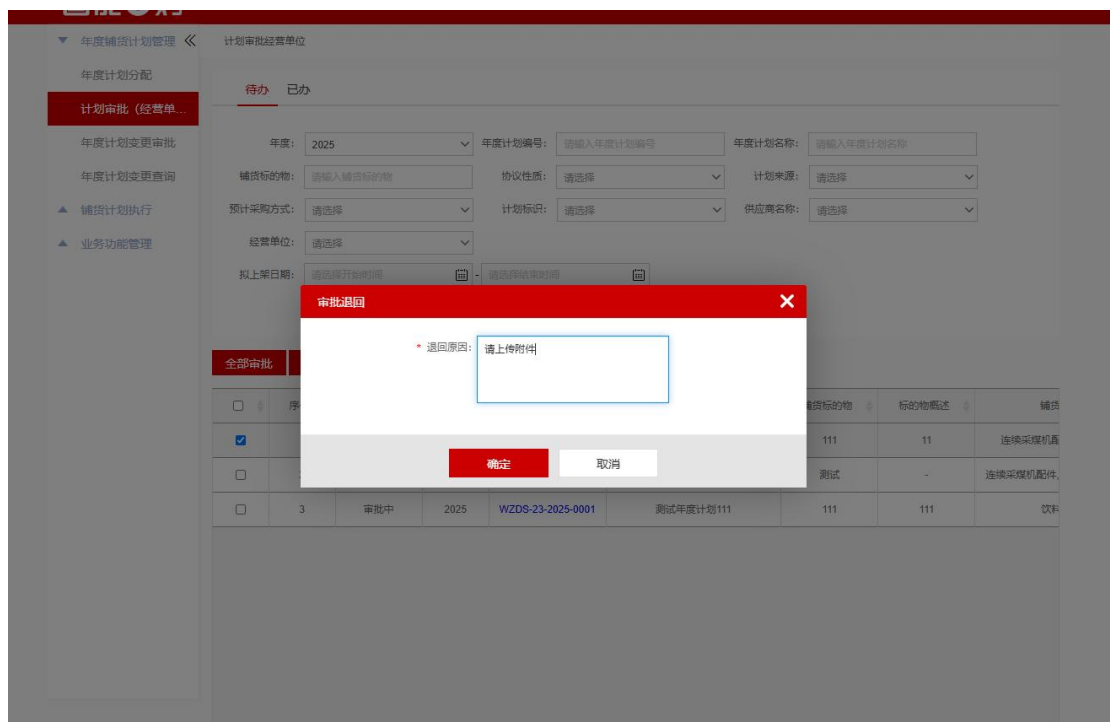 年度辅货计划管理
计划审批经营单位
年度计划分配
待办 已办
计划审批（经营单...
年度: 2025 年度计划编号: 请输入年度计划编号 年度计划名称: 请输入年度计划名称
年度计划变更审批
年度计划变更查询
铺货标的物: 请输入铺货标的物 协议性质: 请选择 计划来源: 请选择
铺货计划执行
预计采购方式: 请选择 计划标识: 请选择 供应商名称: 请选择
业务功能管理
经营单位: 请选择
拟上架日期: 请选择开始时间 - 请选择结束时间
审批退回
* 退回原因: 请上传附件
全部审批
标的物概述
111 11 连续采煤机配
确定 取消
测试 - 连续采煤机配件,
3 审批中 2025 WZDS-23-2025-0001 测试年度计划111 111 111 饮料